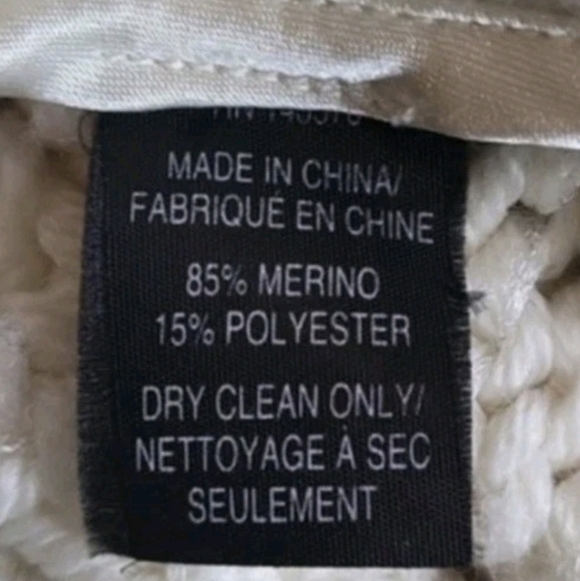 MADE IN CHINA/
FABRIQUÉ EN CHINE
85% MERINO
15% POLYESTER
DRY CLEAN ONLY/
NETTOYAGE À SEC
SEULEMENT